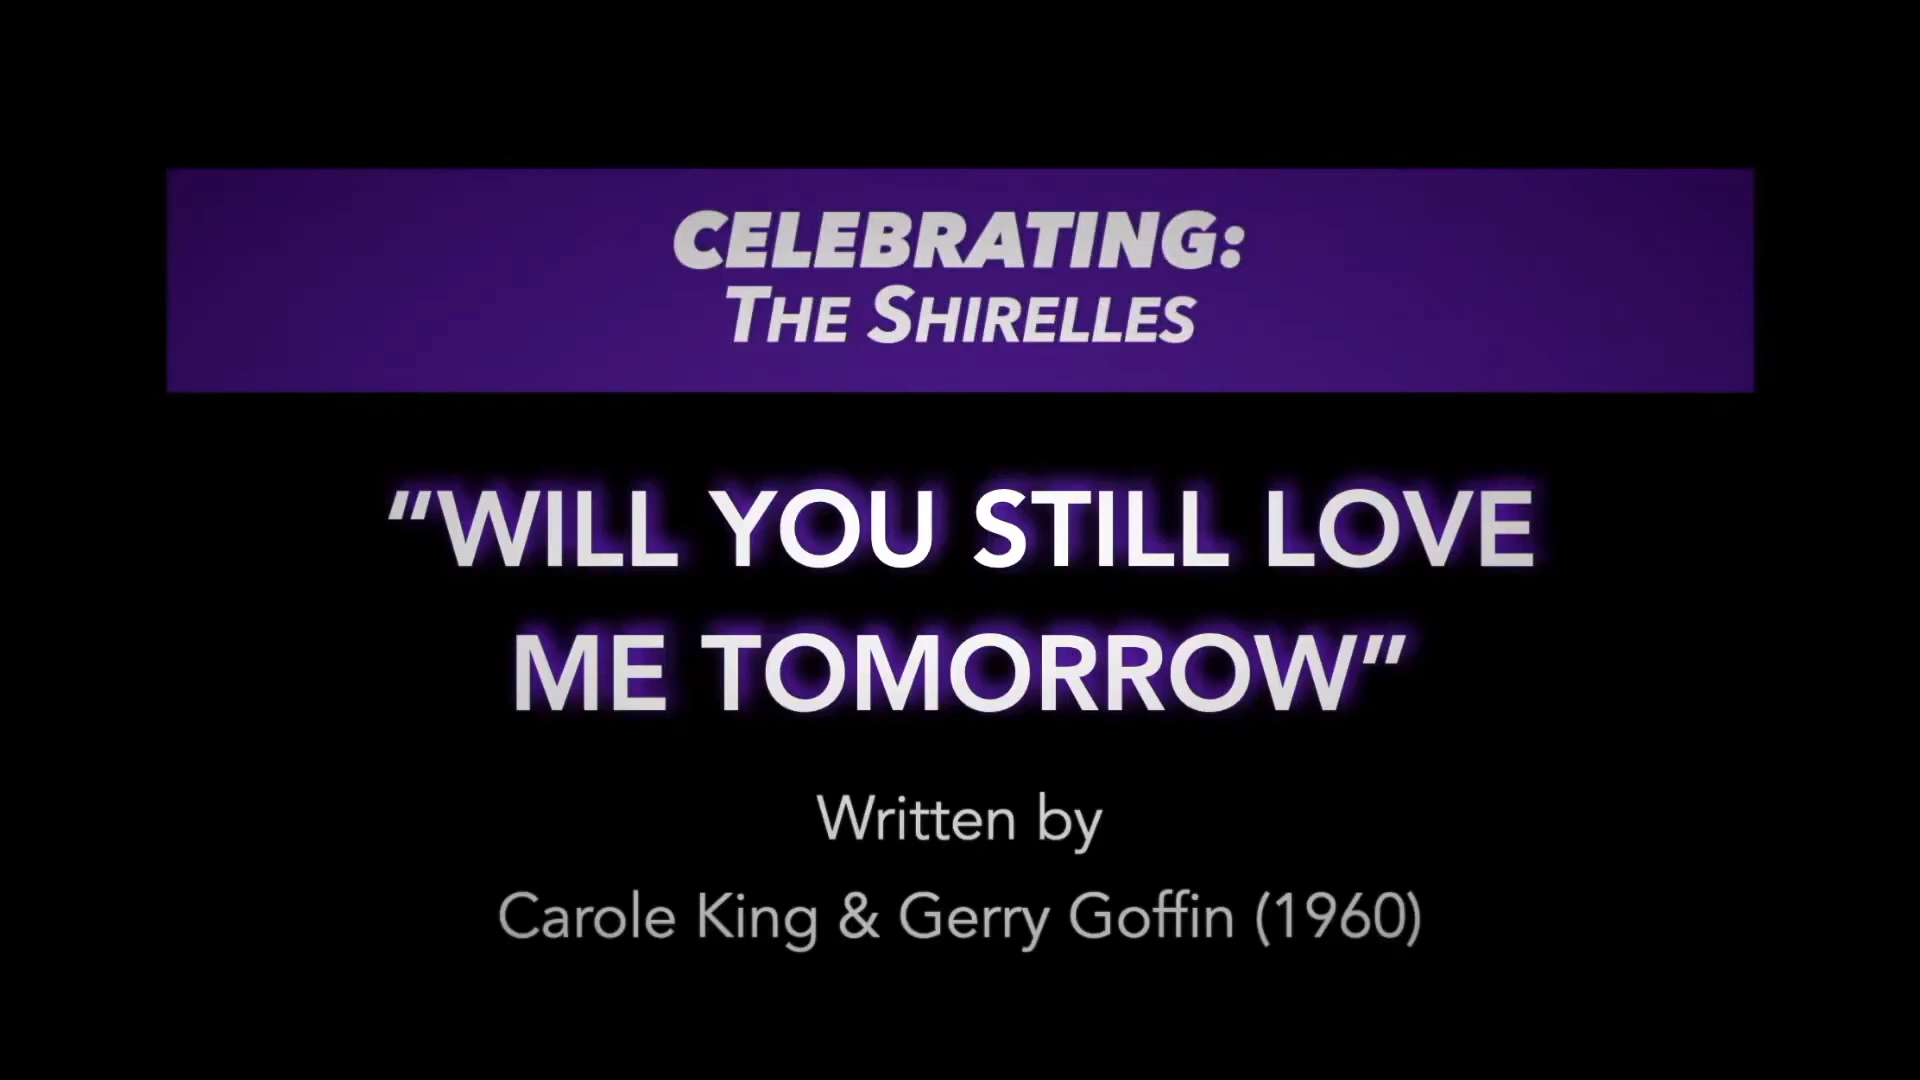 CELEBRATING:
THE SHIRELLES
“WILL YOU STILL LOVE
ME TOMORROW”
Written by
Carole King & Gerry Goffin (1960)